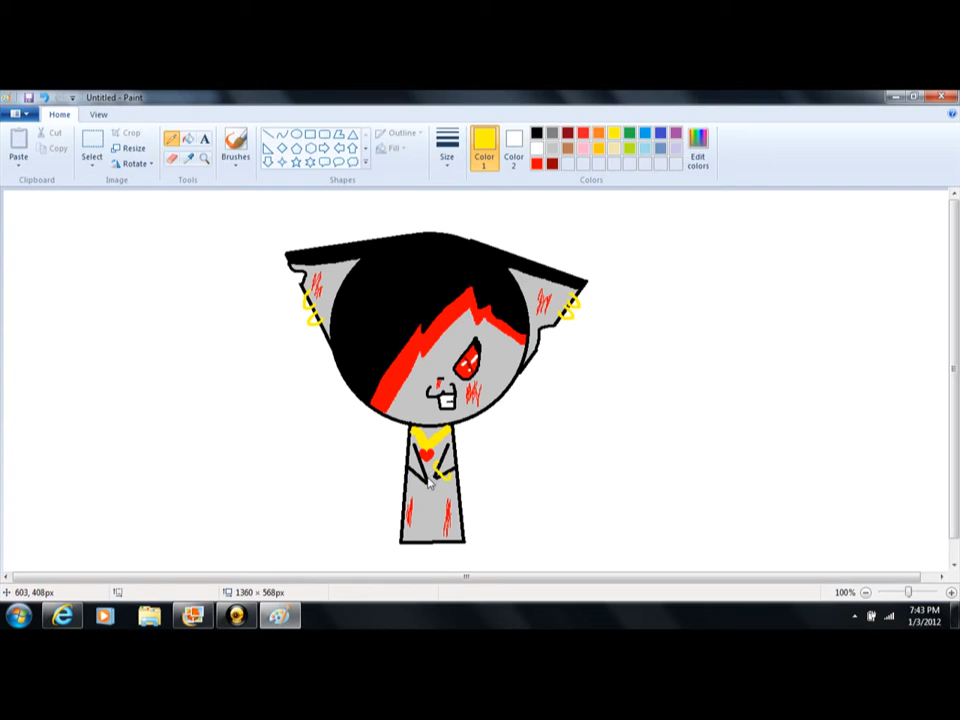 Untitled - Paint
Home View
Cut
Copy
Paste
Clipboard
Crop
Resize
Rotate
Select
Image
A
Tools
Brushes
Outline
Fill
Shapes
Size
Color 1
Color 2
Edit colors
Colors
603, 408px
1360 × 568px
100%
7:43 PM
1/3/2012